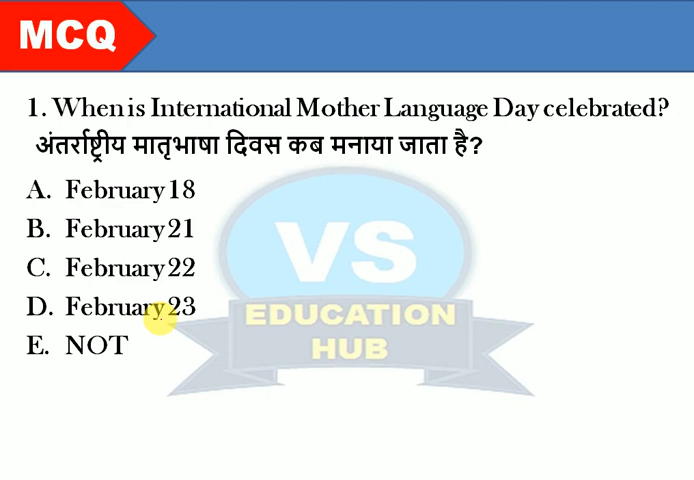 MCQ
1. When is International Mother Language Day celebrated?
अंतर्राष्ट्रीय मातृभाषा दिवस कब मनाया जाता है?
A. February 18
B. February 21
C. February 22
D. February 23
E. NOT
VS
EDUCATION
HUB